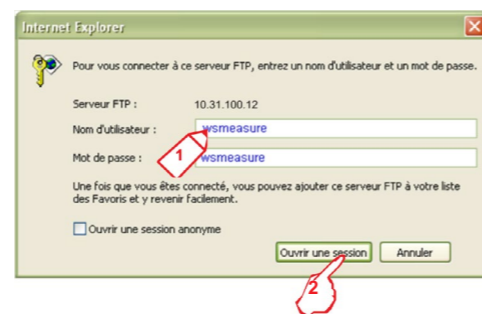 Internet Explorer
Pour vous connecter à ce serveur FTP, entrez un nom d'utilisateur et un mot de passe.
Serveur FTP : 10.31.100.12
Nom d'utilisateur : wsmeasure
1
Mot de passe : wsmeasure
Une fois que vous êtes connecté, vous pouvez ajouter ce serveur FTP à votre liste
des Favoris et y revenir facilement.
Ouvrir une session anonyme
Ouvrir une session Annuler
2